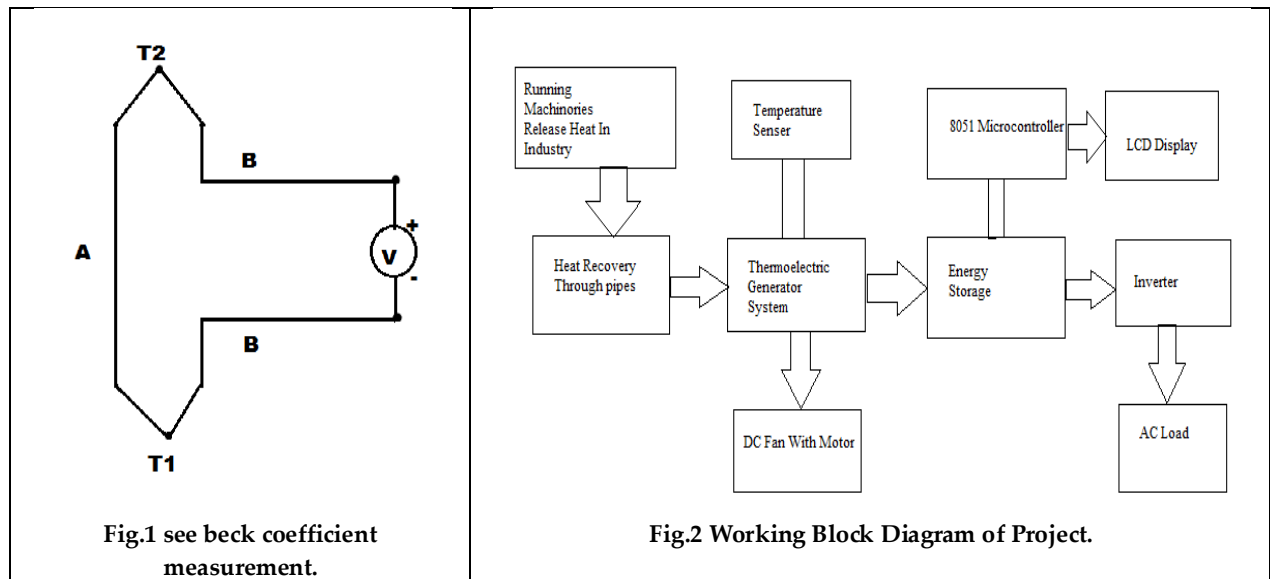 T2
B
A
+
V
-
B
T1
Fig.1 see beck coefficient
measurement.
Running
Machinories
Release Heat In
Industry
Temperature
Senser
8051 Microcontroller
LCD Display
Heat Recovery
Through pipes
Thermoelectric
Generator
System
Energy
Storage
Inverter
DC Fan With Motor
AC Load
Fig.2 Working Block Diagram of Project.